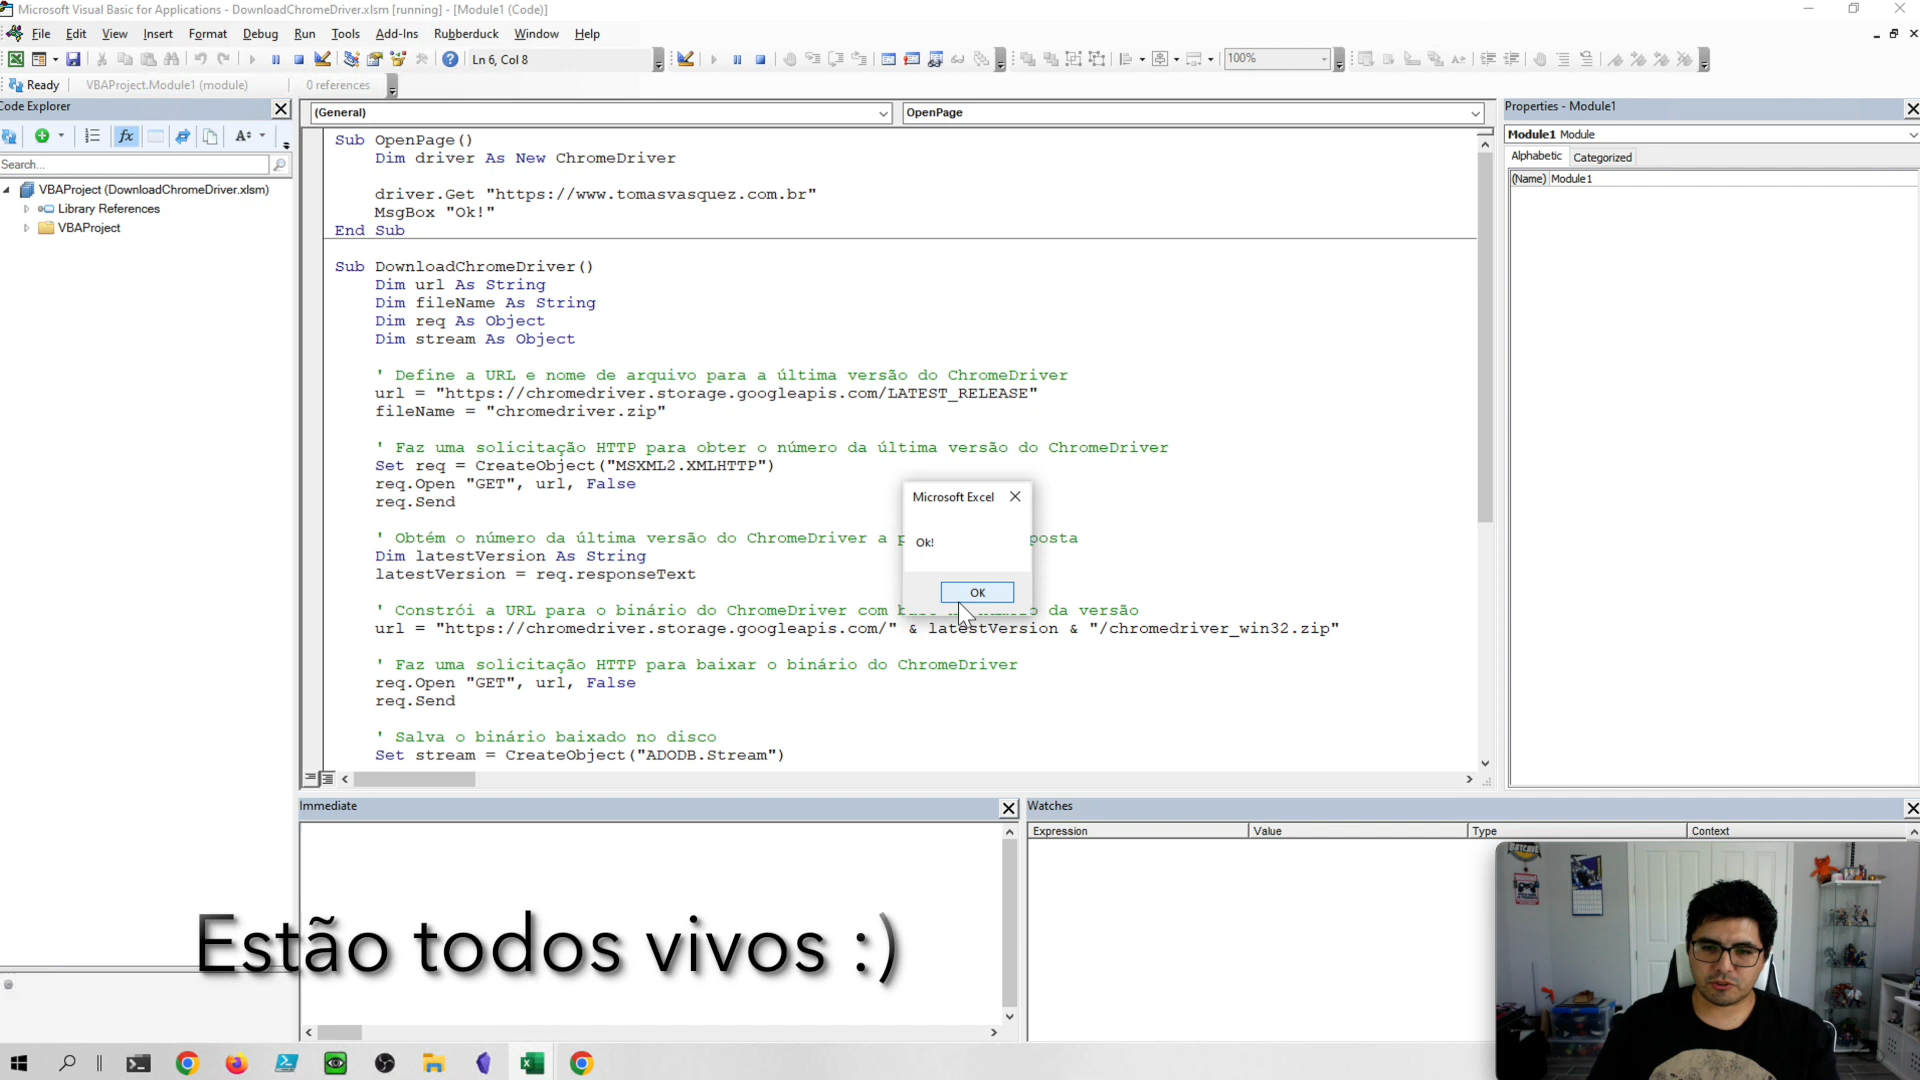 Microsoft Visual Basic for Applications - DownloadChromeDriver.xlsm [running] - [Module1 (Code)]
File Edit View Insert Format Debug Run Tools Add-Ins Rubberduck Window Help
Ln 6, Col 8
100%
Ready
VBAProject.Module1 (module)
0 references
Code Explorer
Search...
VBAProject (DownloadChromeDriver.xlsm)
Library References
VBAProject
(General)
OpenPage
Sub OpenPage()
Dim driver As New ChromeDriver
driver.Get "https://www.tomasvasquez.com.br"
MsgBox "Ok!"
End Sub
Sub DownloadChromeDriver()
Dim url As String
Dim fileName As String
Dim req As Object
Dim stream As Object
' Define a URL e nome de arquivo para a última versão do ChromeDriver
url = "https://chromedriver.storage.googleapis.com/LATEST_RELEASE"
fileName = "chromedriver.zip"
' Faz uma solicitação HTTP para obter o número da última versão do ChromeDriver
Set req = CreateObject("MSXML2.XMLHTTP")
req.Open "GET", url, False
req.Send
' Obtém o número da última versão do ChromeDriver a p posta
Dim latestVersion As String
latestVersion = req.responseText
' Constrói a URL para o binário do ChromeDriver com o da versão
url = "https://chromedriver.storage.googleapis.com/" & latestVersion & "/chromedriver_win32.zip"
' Faz uma solicitação HTTP para baixar o binário do ChromeDriver
req.Open "GET", url, False
req.Send
' Salva o binário baixado no disco
Set stream = CreateObject("ADODB.Stream")
Microsoft Excel
Ok!
OK
Properties - Module1
Module1 Module
Alphabetic Categorized
(Name) Module1
Immediate
Watches
Expression Value Type Context
Estão todos vivos :)
BATCAVE